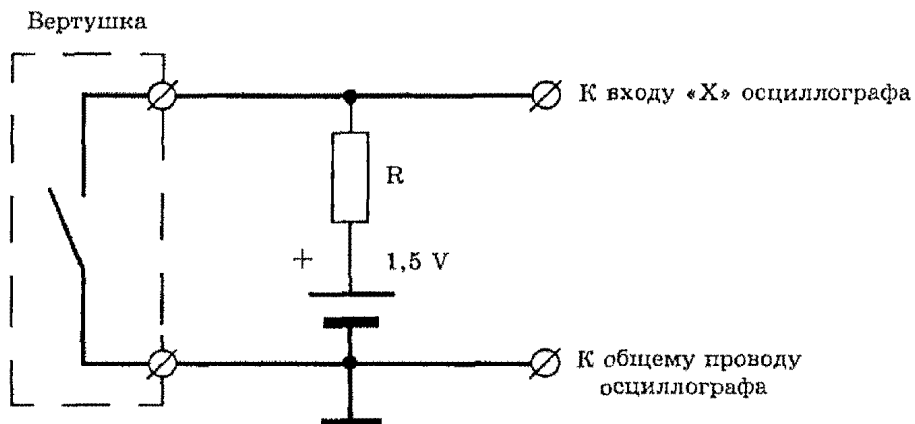 Вертушка
К входу «X» осциллографа
R
+ 1,5 V
К общему проводу
осциллографа